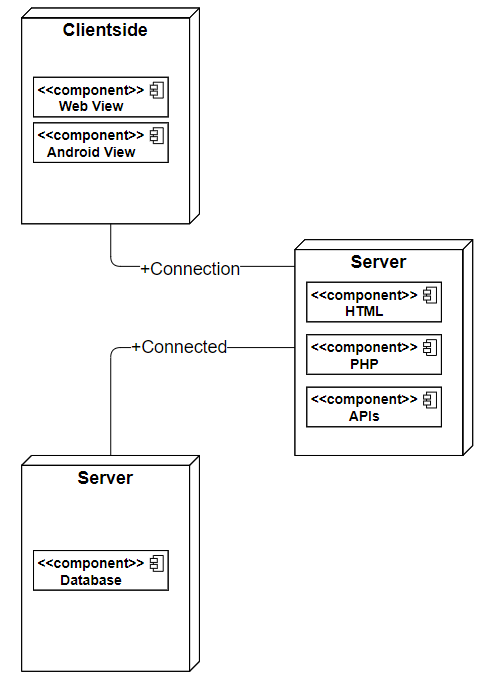 Clientside
<<component>>
Web View
<<component>>
Android View
+Connection
Server
<<component>>
HTML
<<component>>
PHP
<<component>>
APIs
+Connected
Server
<<component>>
Database